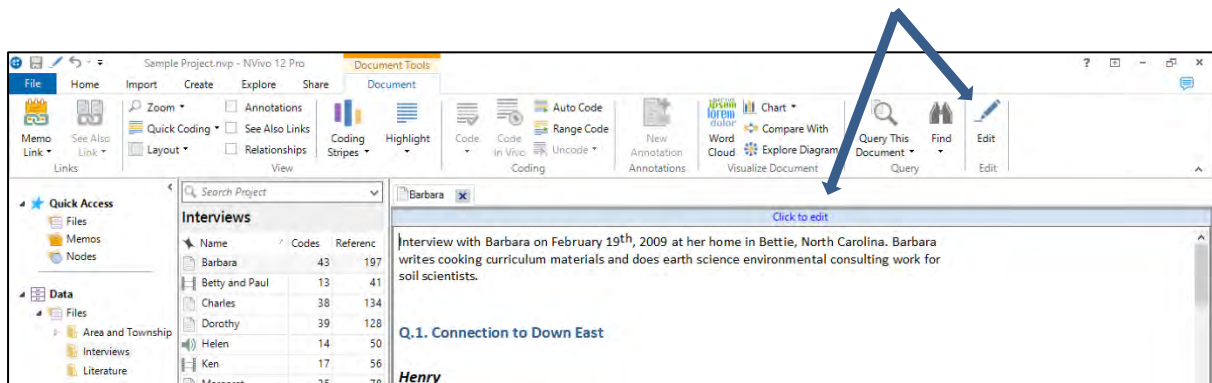 Sample Project.nvp - NVivo 12 Pro
Document Tools
?
File Home Import Create Explore Share Document
Memo Link
See Also Link
Links
Zoom
Quick Coding
Layout
Annotations
See Also Links
Relationships
Coding Stripes
Highlight
View
Code
Code In Vivo
Auto Code
Range Code
Uncode
Coding
New Annotation
Annotations
ipsum
lorem
dolor
Word Cloud
Chart
Compare With
Explore Diagram
Visualize Document
Query This Document
Find
Query
Edit
Edit
Quick Access
Files
Memos
Nodes
Data
Files
Area and Township
Interviews
Literature
Search Project
Interviews
Name Codes Referenc
Barbara 43 197
Betty and Paul 13 41
Charles 38 134
Dorothy 39 128
Helen 14 50
Ken 17 56
Barbara
Click to edit
Interview with Barbara on February 19th, 2009 at her home in Bettie, North Carolina. Barbara
writes cooking curriculum materials and does earth science environmental consulting work for
soil scientists.
Q.1. Connection to Down East
Henry